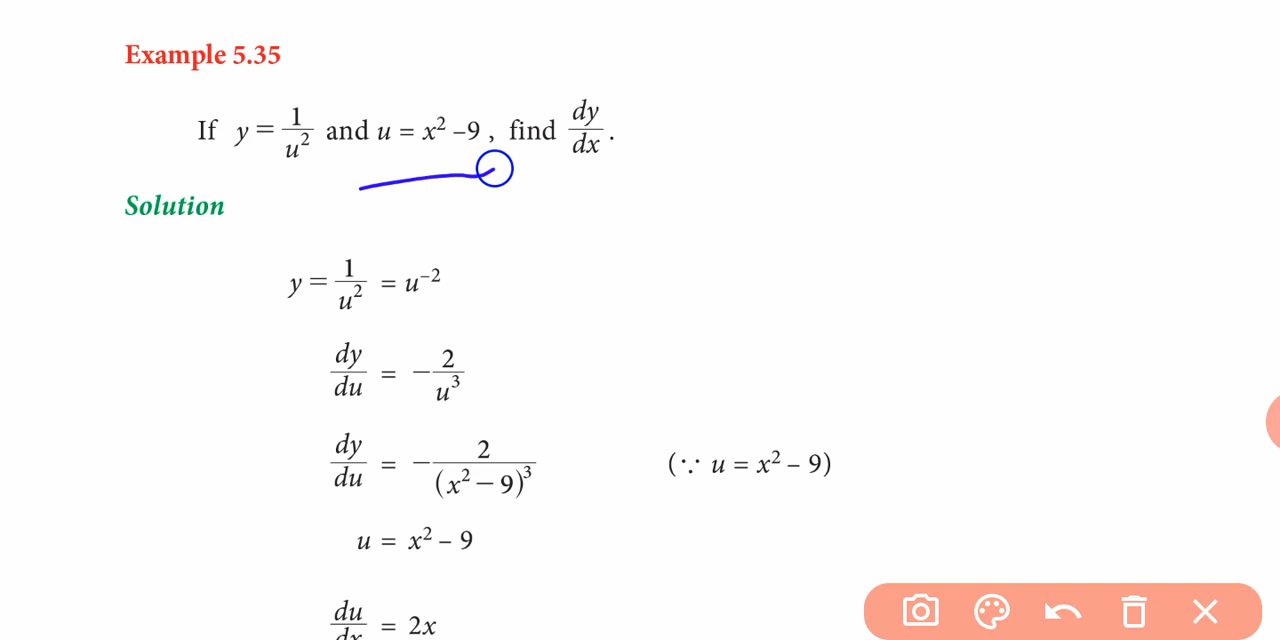 Example 5.35
If y = 1/u² and u = x² –9 , find dy/dx .
Solution
y = 1/u² = u⁻²
dy/du = −2/u³
dy/du = −2/(x² − 9)³ (∵ u = x² – 9)
u = x² – 9
du/dx = 2x